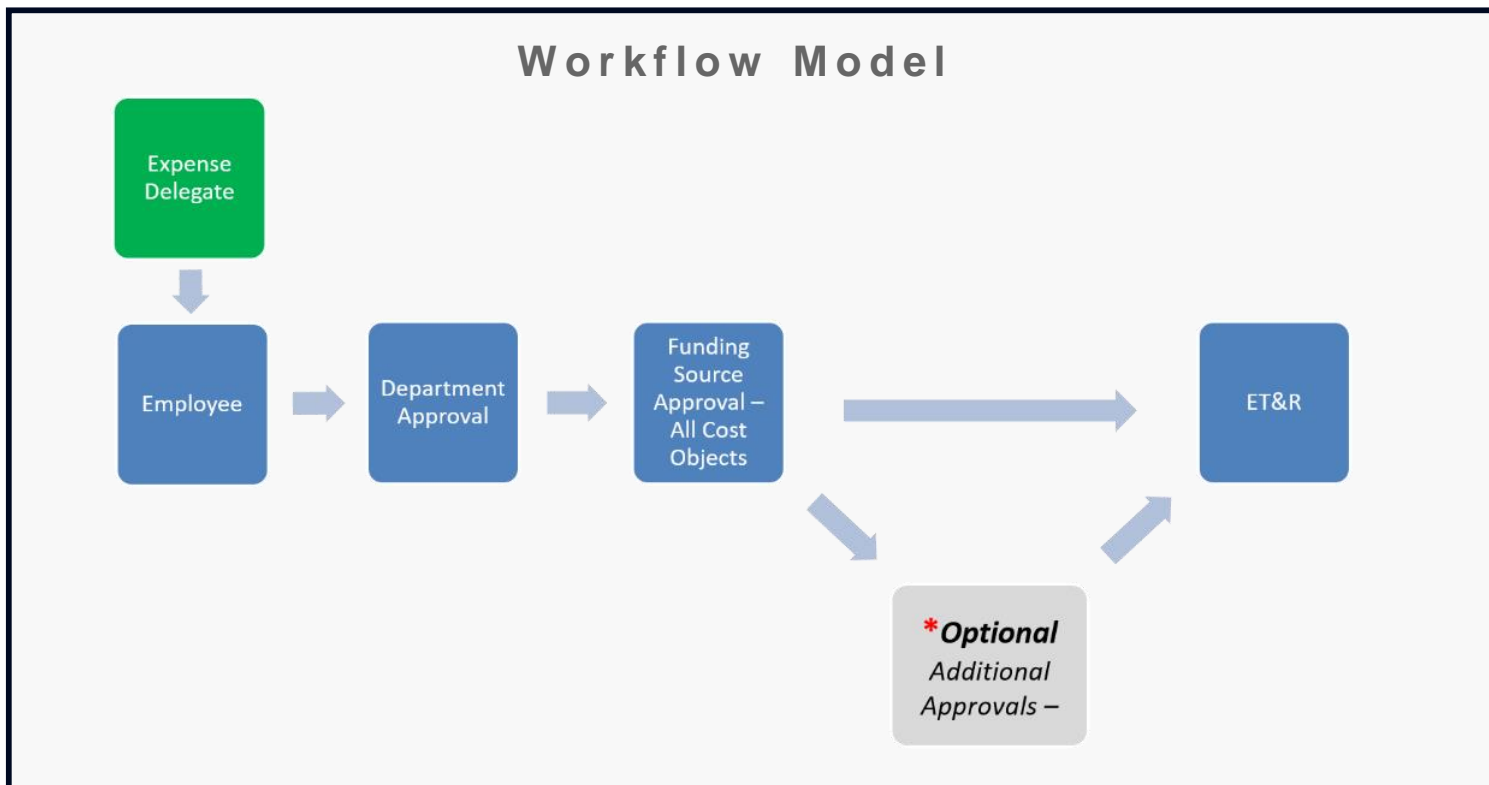 Workflow Model
Expense
Delegate
Employee
Department
Approval
Funding
Source
Approval –
All Cost
Objects
ET&R
*Optional
Additional
Approvals –